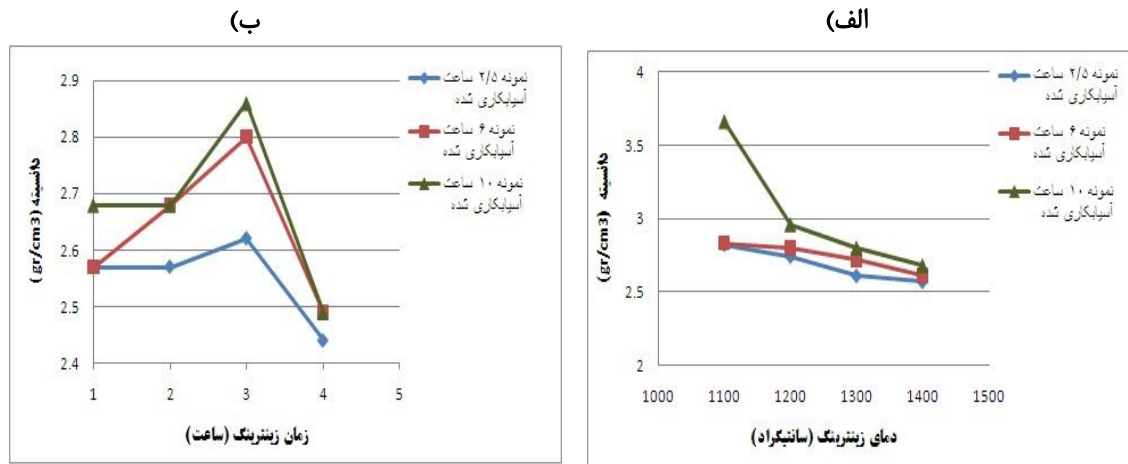 الف)
4
3.5
3
2.5
2
1000 1100 1200 1300 1400 1500
دانسیته (gr/cm3)
دمای زینترینگ (سانتیگراد)
نمونه ۲/۵ ساعت
آسیابکاری شده
نمونه ۶ ساعت
آسیابکاری شده
نمونه ۱۰ ساعت
آسیابکاری شده
ب)
2.9
2.8
2.7
2.6
2.5
2.4
1 2 3 4 5
دانسیته (gr/cm3)
زمان زینترینگ (ساعت)
نمونه ۲/۵ ساعت
آسیابکاری شده
نمونه ۶ ساعت
آسیابکاری شده
نمونه ۱۰ ساعت
آسیابکاری شده